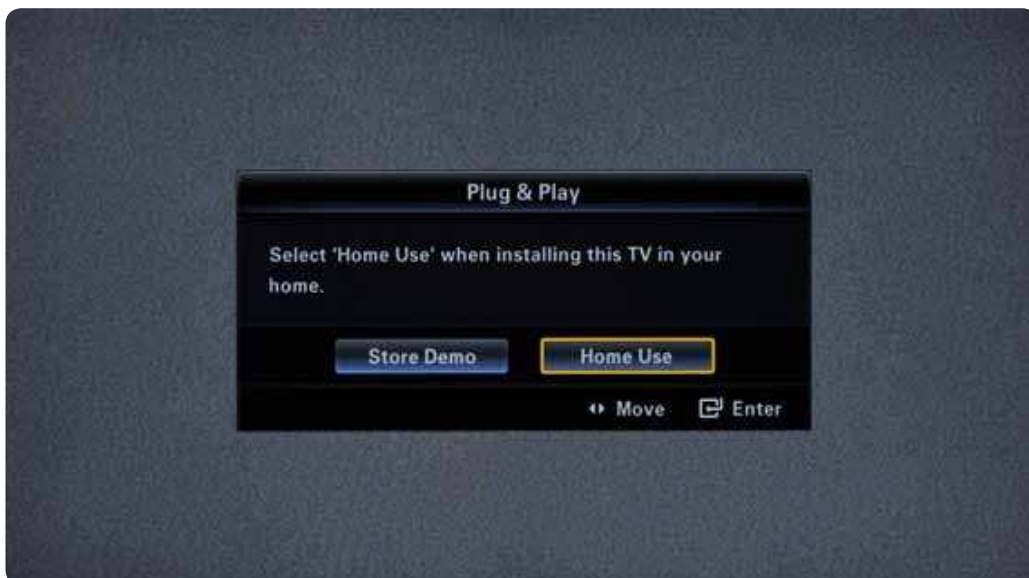 Plug & Play
Select 'Home Use' when installing this TV in your
home.
Store Demo Home Use
Move Enter